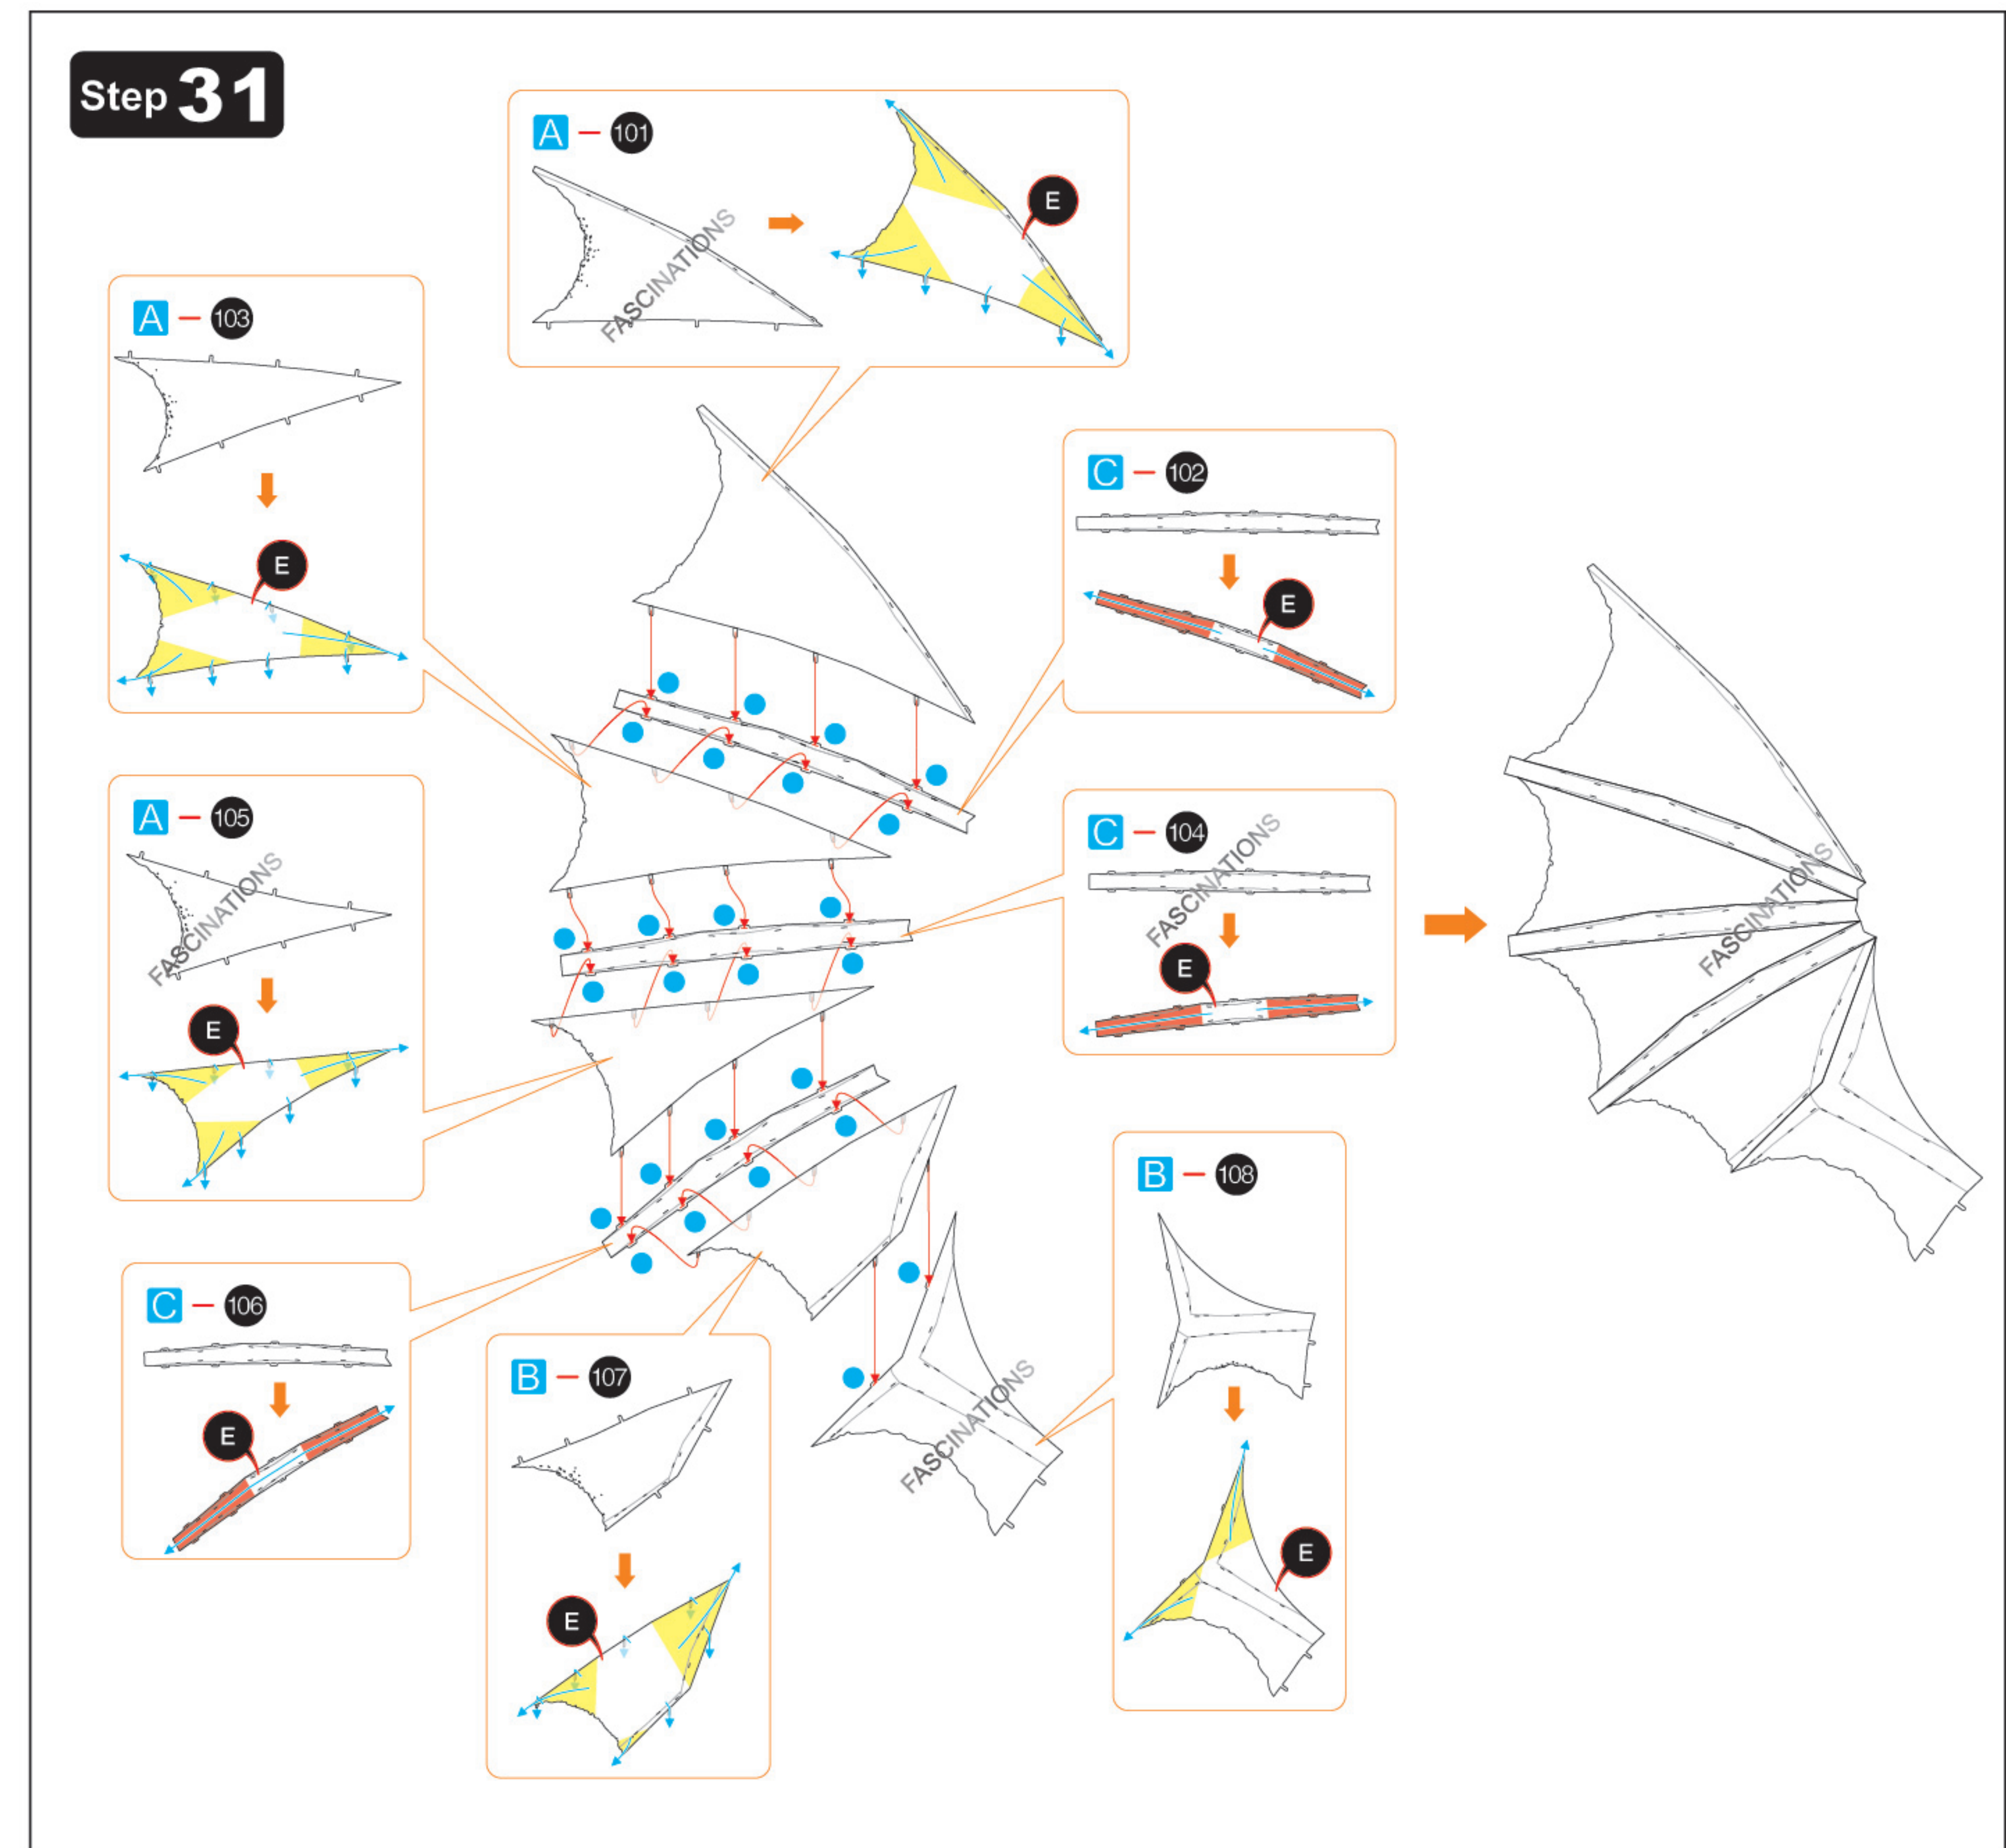 Step 31
A – 101
E
FASCINATIONS
A – 103
E
C – 102
E
A – 105
FASCINATIONS
E
C – 104
FASCINATIONS
E
FASCINATIONS
C – 106
E
B – 107
E
B – 108
E
FASCINATIONS